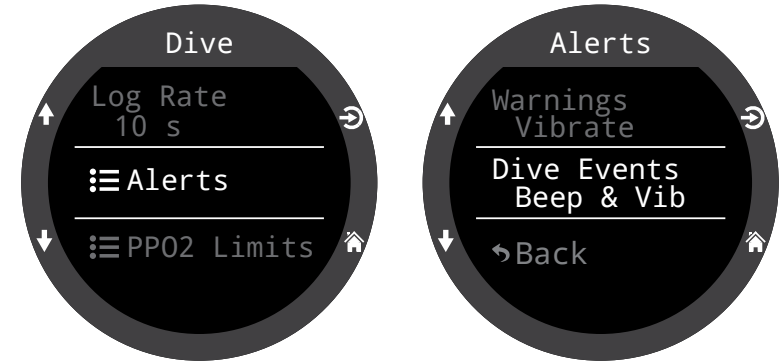 Dive
Log Rate
10 s
Alerts
PPO2 Limits
Alerts
Warnings
Vibrate
Dive Events
Beep & Vib
Back